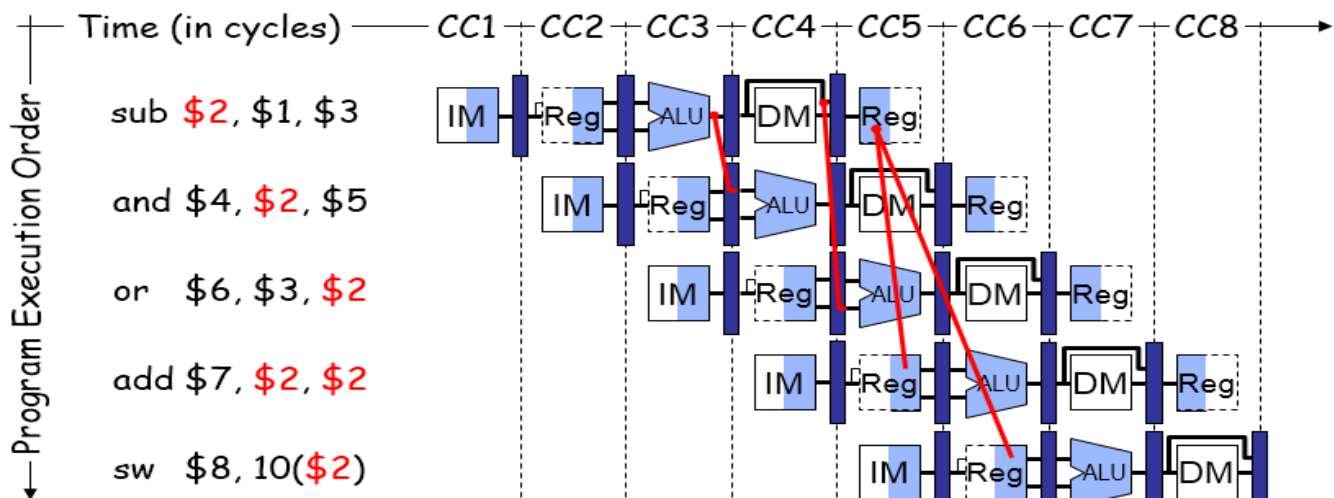 Time (in cycles) CC1 CC2 CC3 CC4 CC5 CC6 CC7 CC8
Program Execution Order
sub $2, $1, $3 IM Reg ALU DM Reg
and $4, $2, $5 IM Reg ALU DM Reg
or $6, $3, $2 IM Reg ALU DM Reg
add $7, $2, $2 IM Reg ALU DM Reg
sw $8, 10($2) IM Reg ALU DM